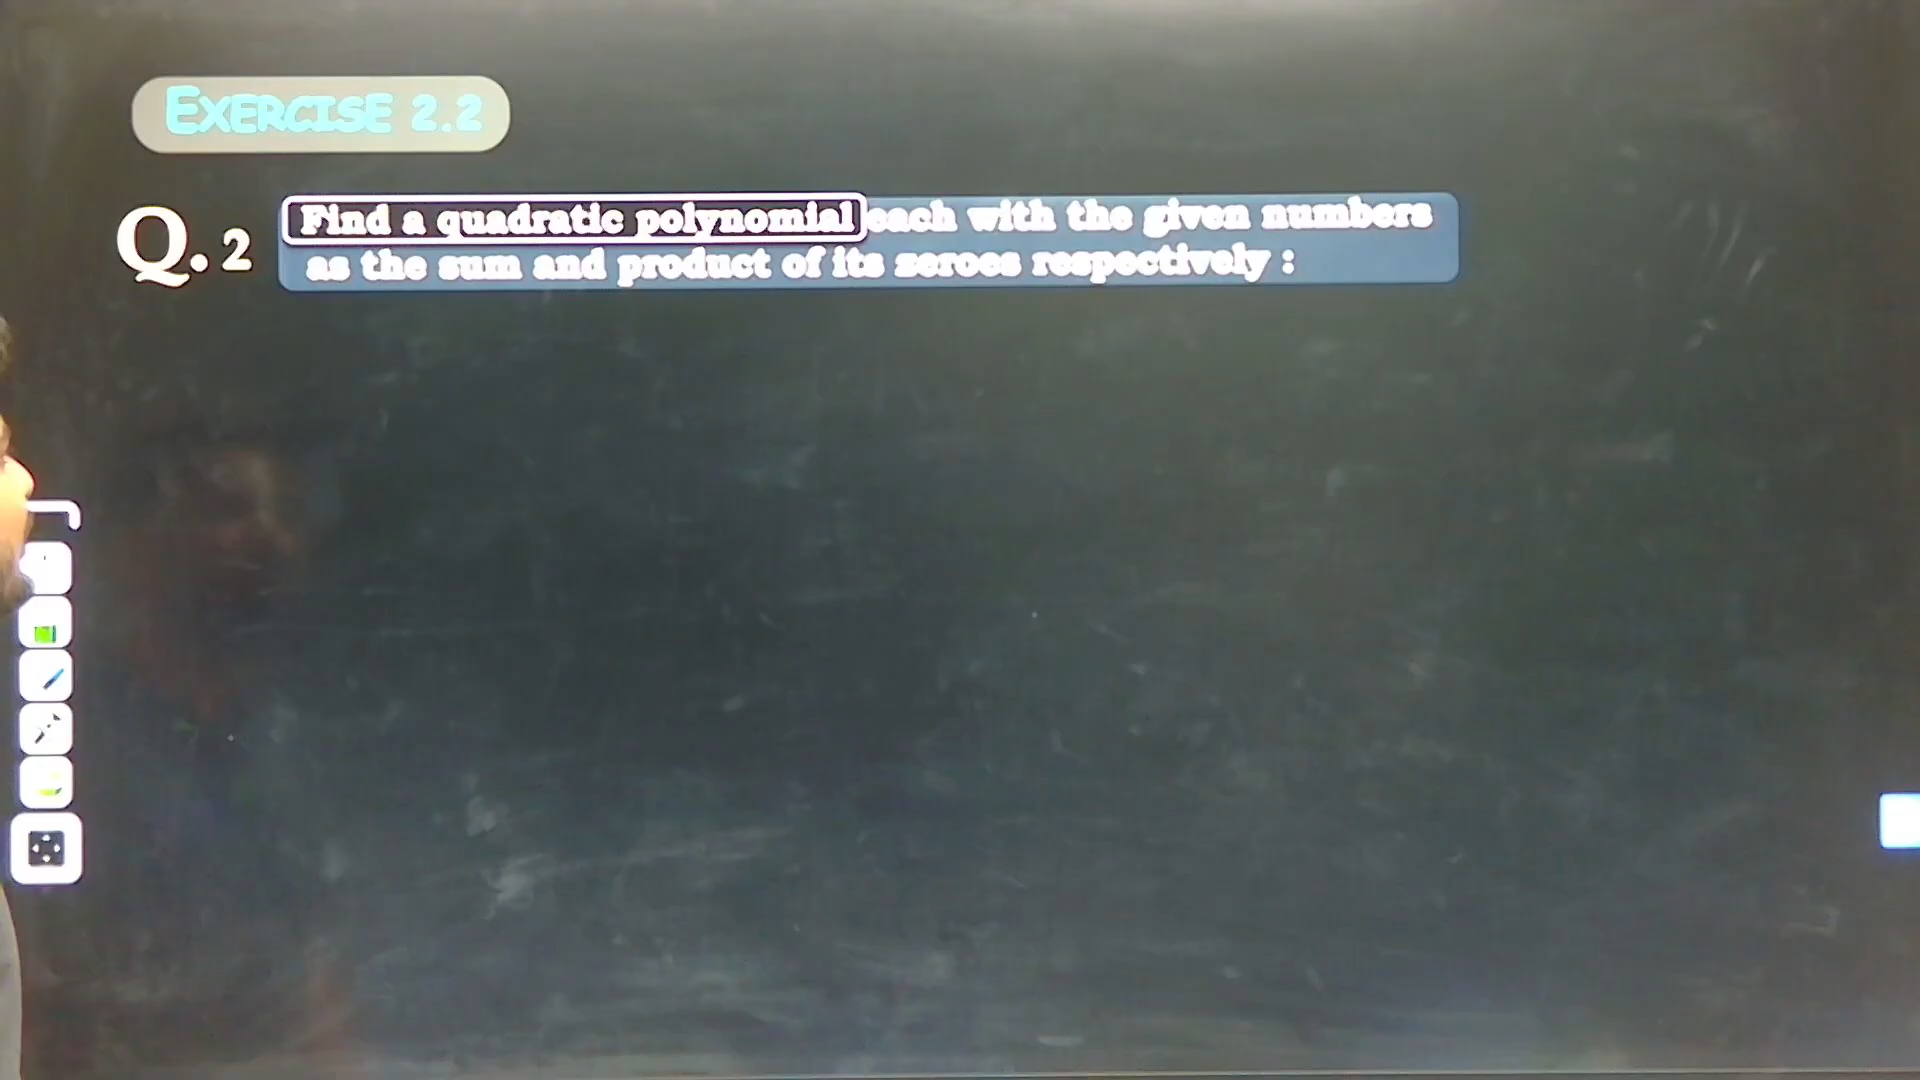 EXERCISE 2.2
Q. 2 Find a quadratic polynomial each with the given numbers
as the sum and product of its zeroes respectively :